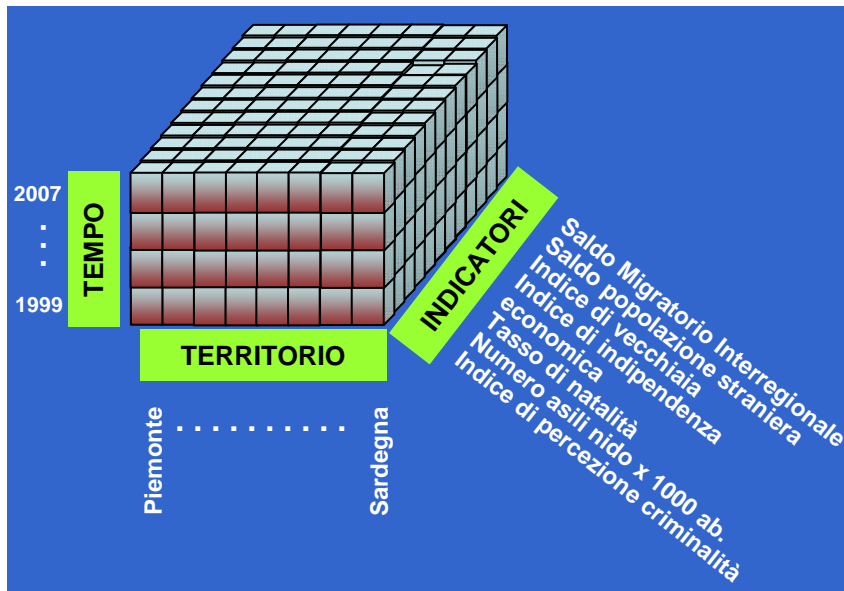 2007
.
.
.
1999
TEMPO
TERRITORIO
INDICATORI
Piemonte
. . . . . . . . . .
Sardegna
Saldo Migratorio Interregionale
Saldo popolazione straniera
Indice di vecchiaia
Indice di indipendenza
economica
Tasso di natalità
Numero asili nido x 1000 ab.
Indice di percezione criminalità